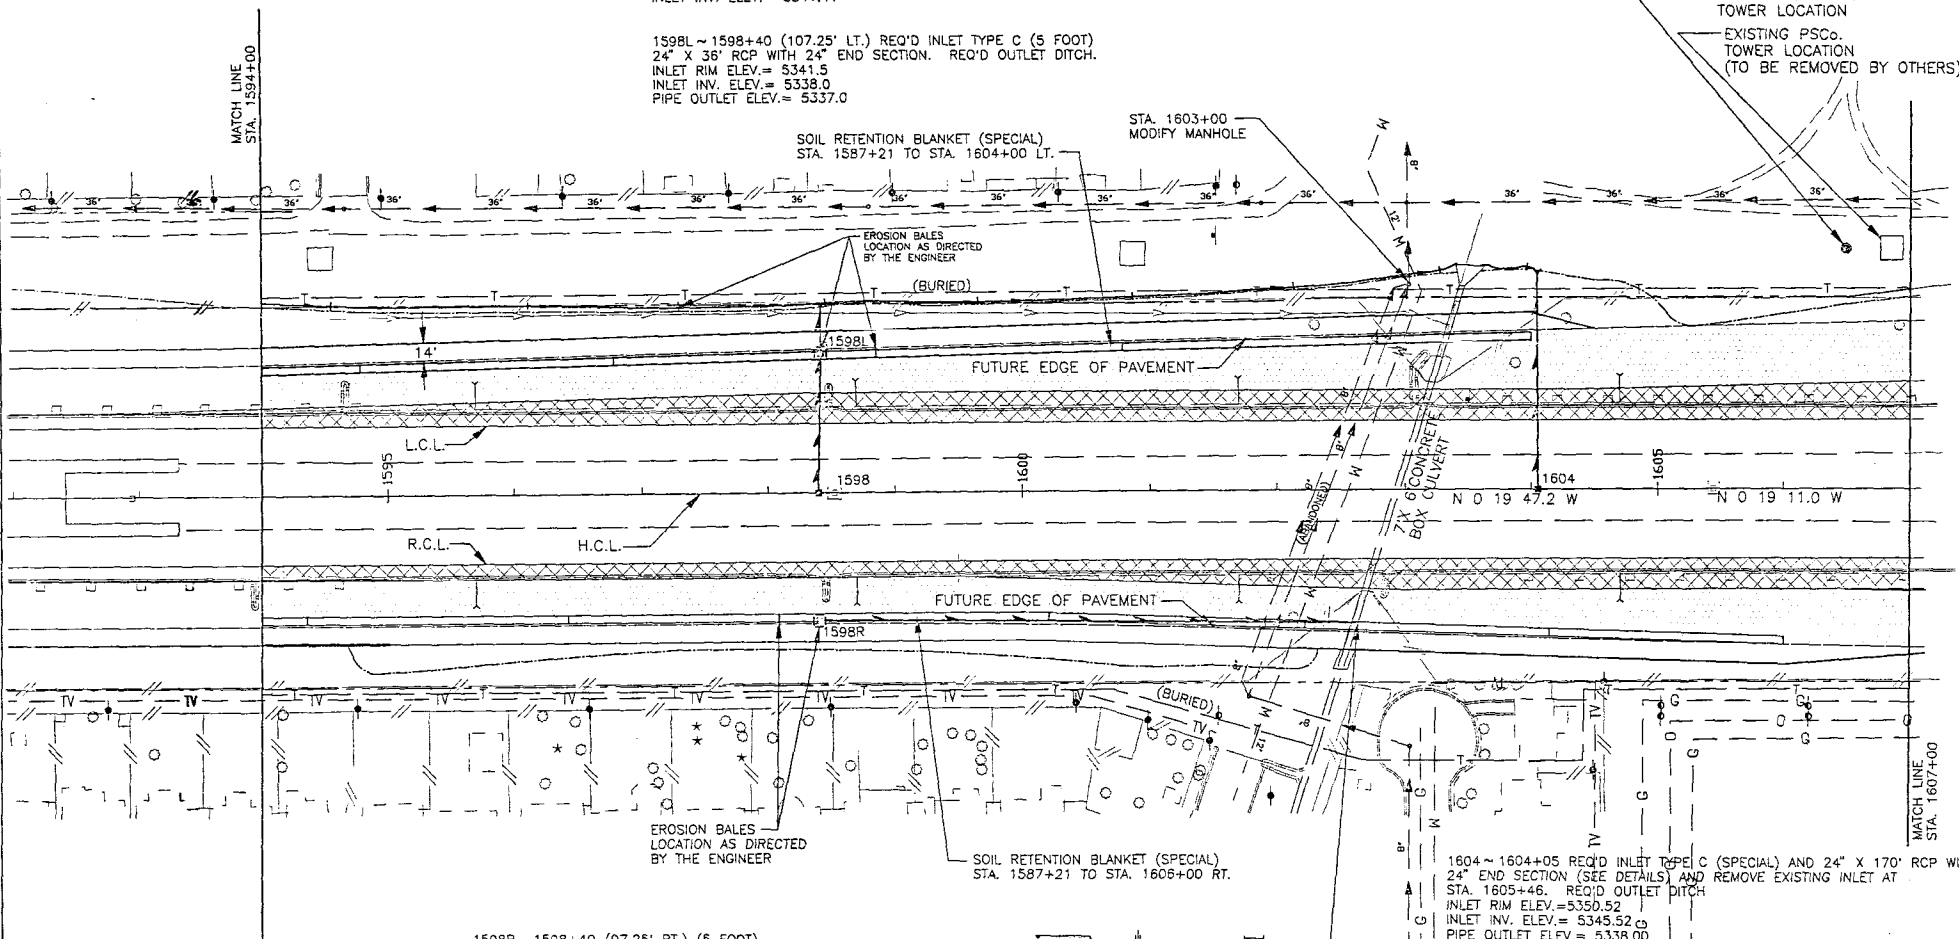 1598L ~ 1598+40 (107.25' LT.) REQ'D INLET TYPE C (5 FOOT)
24" X 36' RCP WITH 24" END SECTION. REQ'D OUTLET DITCH.
INLET RIM ELEV.= 5341.5
INLET INV. ELEV.= 5338.0
PIPE OUTLET ELEV.= 5337.0
TOWER LOCATION
EXISTING PSCo.
TOWER LOCATION
(TO BE REMOVED BY OTHERS)
MATCH LINE
STA. 1594+00
SOIL RETENTION BLANKET (SPECIAL)
STA. 1587+21 TO STA. 1604+00 LT.
STA. 1603+00
MODIFY MANHOLE
EROSION BALES
LOCATION AS DIRECTED
BY THE ENGINEER
(BURIED)
14'
1598L
FUTURE EDGE OF PAVEMENT
L.C.L.
1595
1598
1600
7'X 6' CONCRETE
BOX CULVERT
1604
1605
N 0 19 47.2 W
N 0 19 11.0 W
(ABANDONED)
R.C.L.
H.C.L.
FUTURE EDGE OF PAVEMENT
1598R
(BURIED)
MATCH LINE
STA. 1607+00
EROSION BALES
LOCATION AS DIRECTED
BY THE ENGINEER
SOIL RETENTION BLANKET (SPECIAL)
STA. 1587+21 TO STA. 1606+00 RT.
1604 ~ 1604+05 REQ'D INLET TYPE C (SPECIAL) AND 24" X 170' RCP
24" END SECTION (SEE DETAILS) AND REMOVE EXISTING INLET AT
STA. 1605+46. REQ'D OUTLET DITCH
INLET RIM ELEV.=5350.52
INLET INV. ELEV.= 5345.52
PIPE OUTLET ELEV.= 5338.00